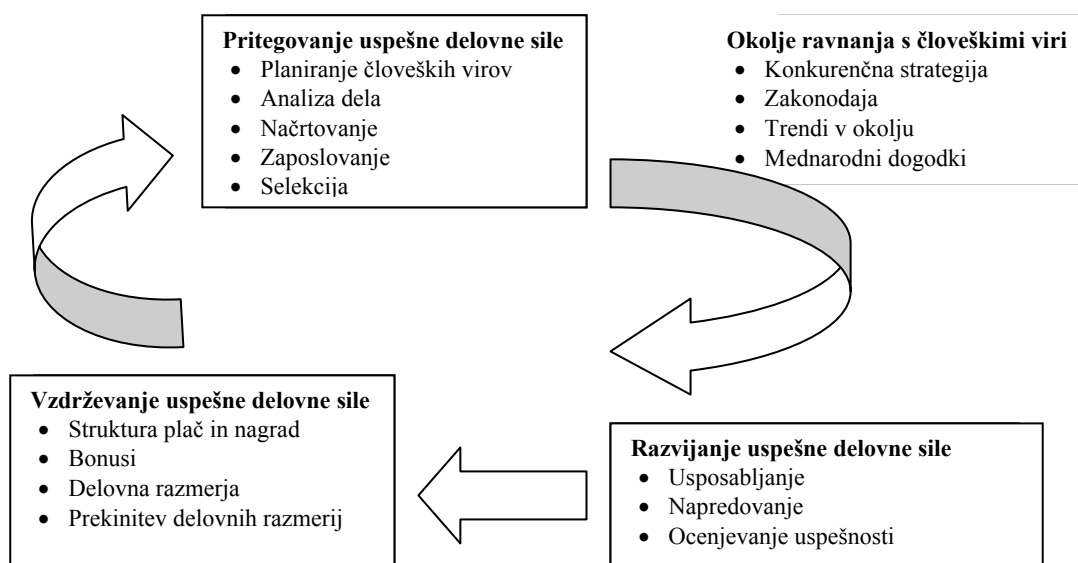 Pritegovanje uspešne delovne sile
• Planiranje človeških virov
• Analiza dela
• Načrtovanje
• Zaposlovanje
• Selekcija
Okolje ravnanja s človeškimi viri
• Konkurenčna strategija
• Zakonodaja
• Trendi v okolju
• Mednarodni dogodki
Vzdrževanje uspešne delovne sile
• Struktura plač in nagrad
• Bonusi
• Delovna razmerja
• Prekinitev delovnih razmerij
Razvijanje uspešne delovne sile
• Usposabljanje
• Napredovanje
• Ocenjevanje uspešnosti